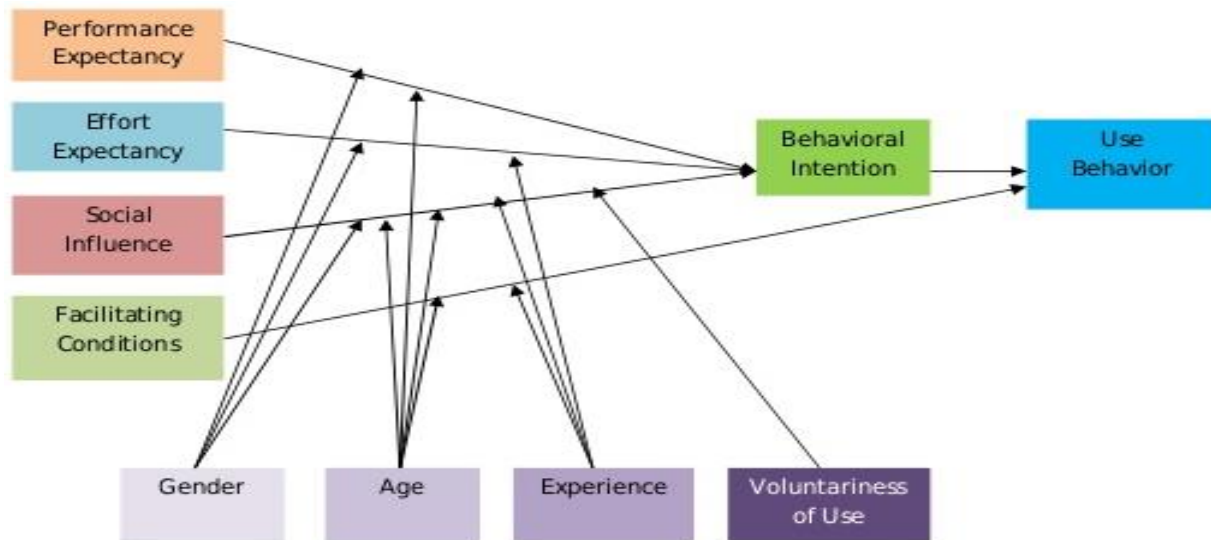 Performance
Expectancy
Effort
Expectancy
Social
Influence
Facilitating
Conditions
Behavioral
Intention
Use
Behavior
Gender
Age
Experience
Voluntariness
of Use